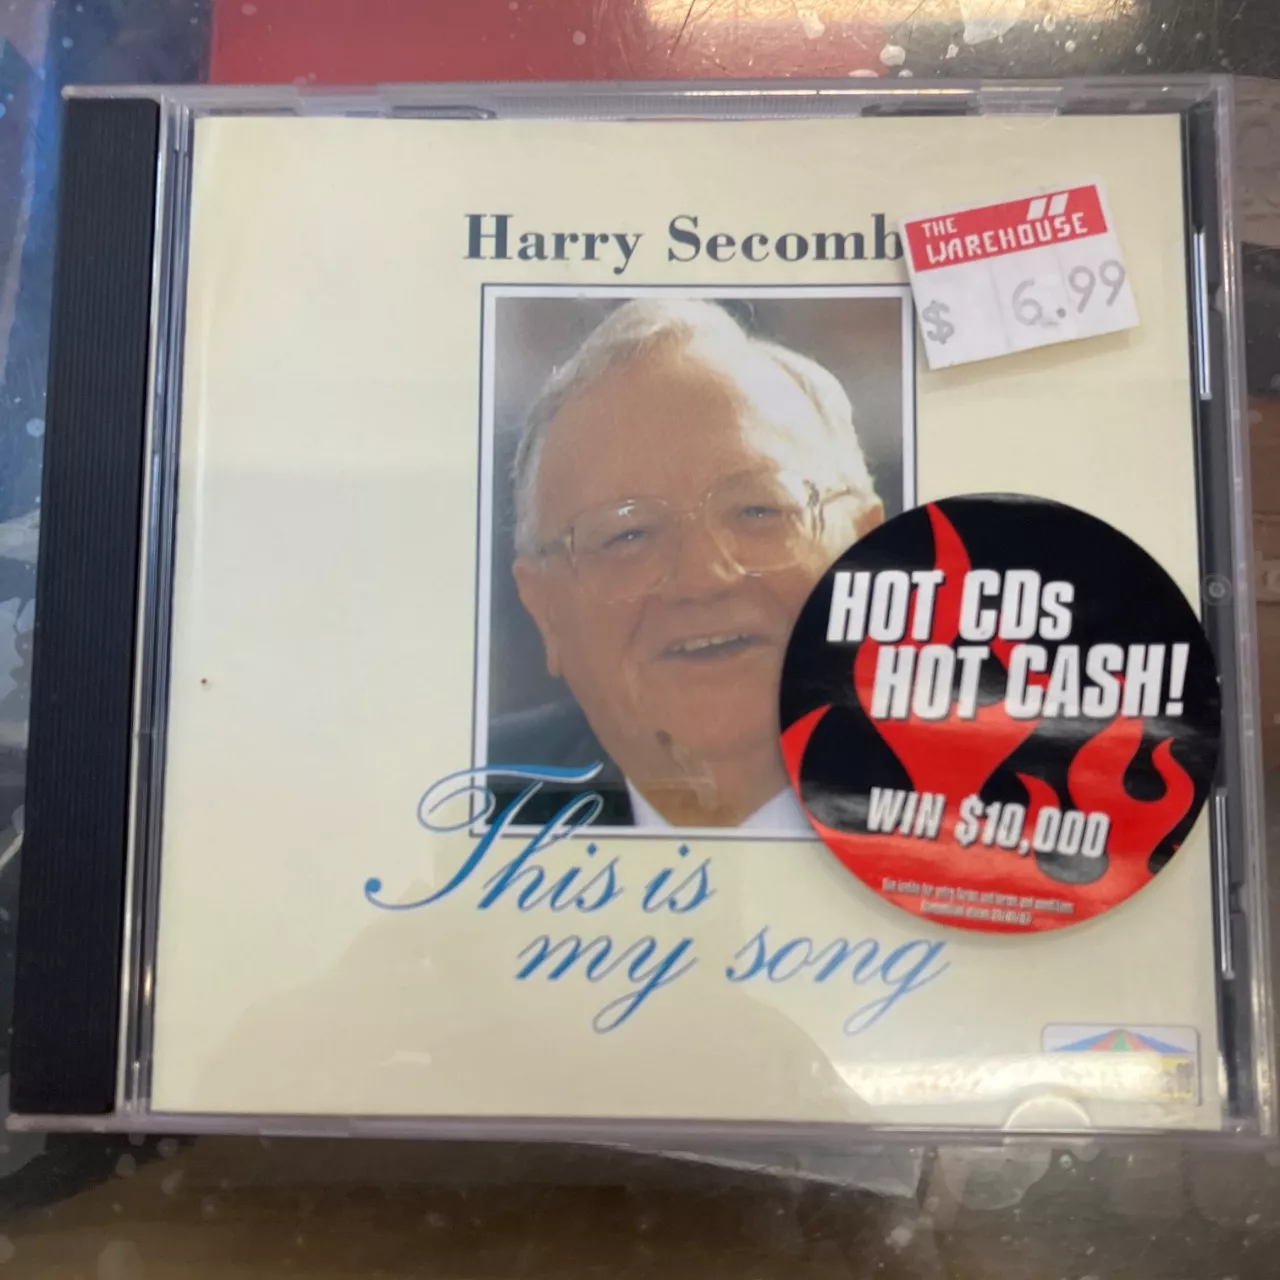 Harry Secomb
THE
WAREHOUSE
$ 6.99
HOT CDs
HOT CASH!
WIN $10,000
This is
my song